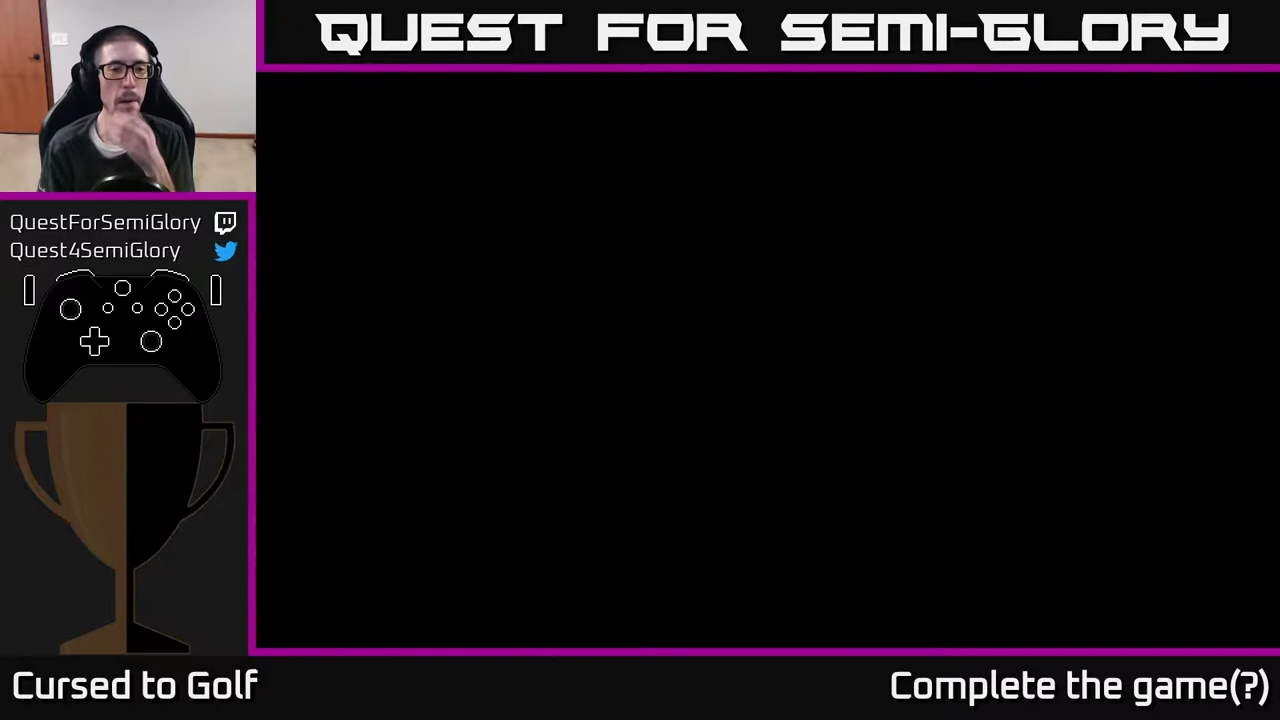 QUEST FOR SEMI-GLORY
QuestForSemiGlory
Quest4SemiGlory
Cursed to Golf
Complete the game(?)